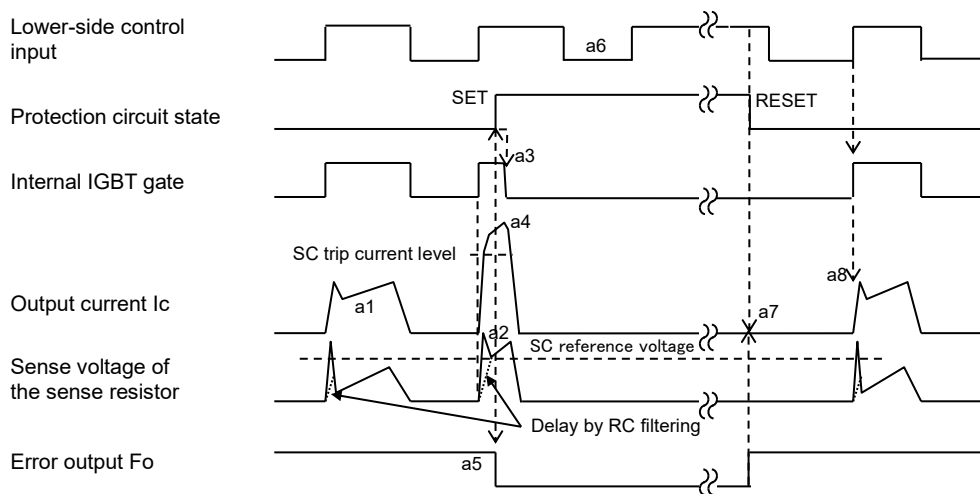 Lower-side control
input
a6
SET
RESET
Protection circuit state
a3
Internal IGBT gate
a4
SC trip current level
a8
Output current Ic
a1
a7
a2
SC reference voltage
Sense voltage of
the sense resistor
Delay by RC filtering
Error output Fo
a5